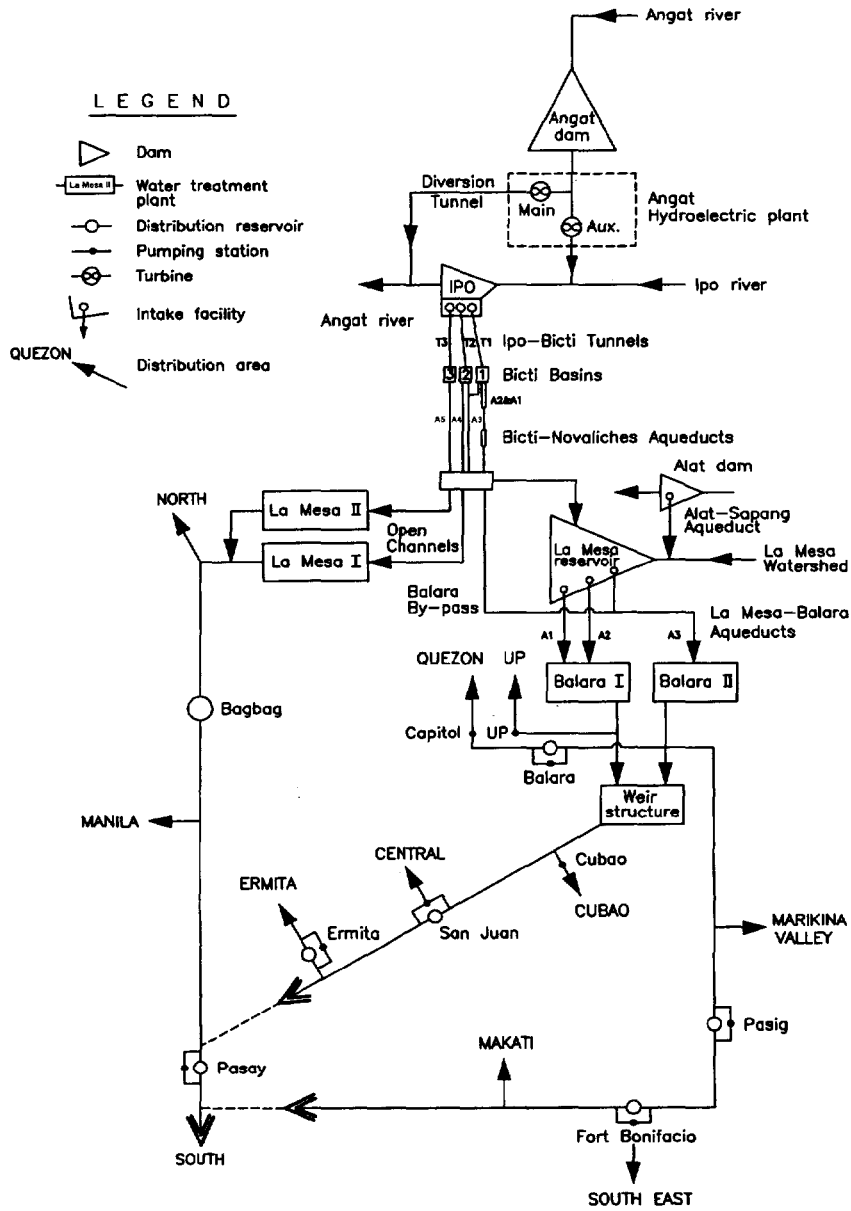 Angat river
L E G E N D
Angat
dam
Dam
La Mesa II
Water treatment
plant
Diversion
Tunnel
Main
Angat
Hydroelectric plant
Distribution reservoir
Aux.
Pumping station
Turbine
IPO
Ipo river
Intake facility
Angat river
QUEZON
Distribution area
T3
T2
T1
Ipo-Bicti Tunnels
3
2
1
Bicti Basins
A2&A1
A5
A4
A3
Bicti-Novaliches Aqueducts
Alat dam
NORTH
La Mesa II
Alat-Sapang
Aqueduct
Open
Channels
La Mesa I
La Mesa
reservoir
La Mesa
Watershed
Balara
By-pass
La Mesa-Balara
Aqueducts
A1
A2
A3
QUEZON
UP
Balara I
Balara II
Bagbag
Capitol
UP
Balara
Weir
structure
MANILA
CENTRAL
Cubao
ERMITA
CUBAO
Ermita
San Juan
MARIKINA
VALLEY
Pasig
MAKATI
Pasay
Fort Bonifacio
SOUTH
SOUTH EAST